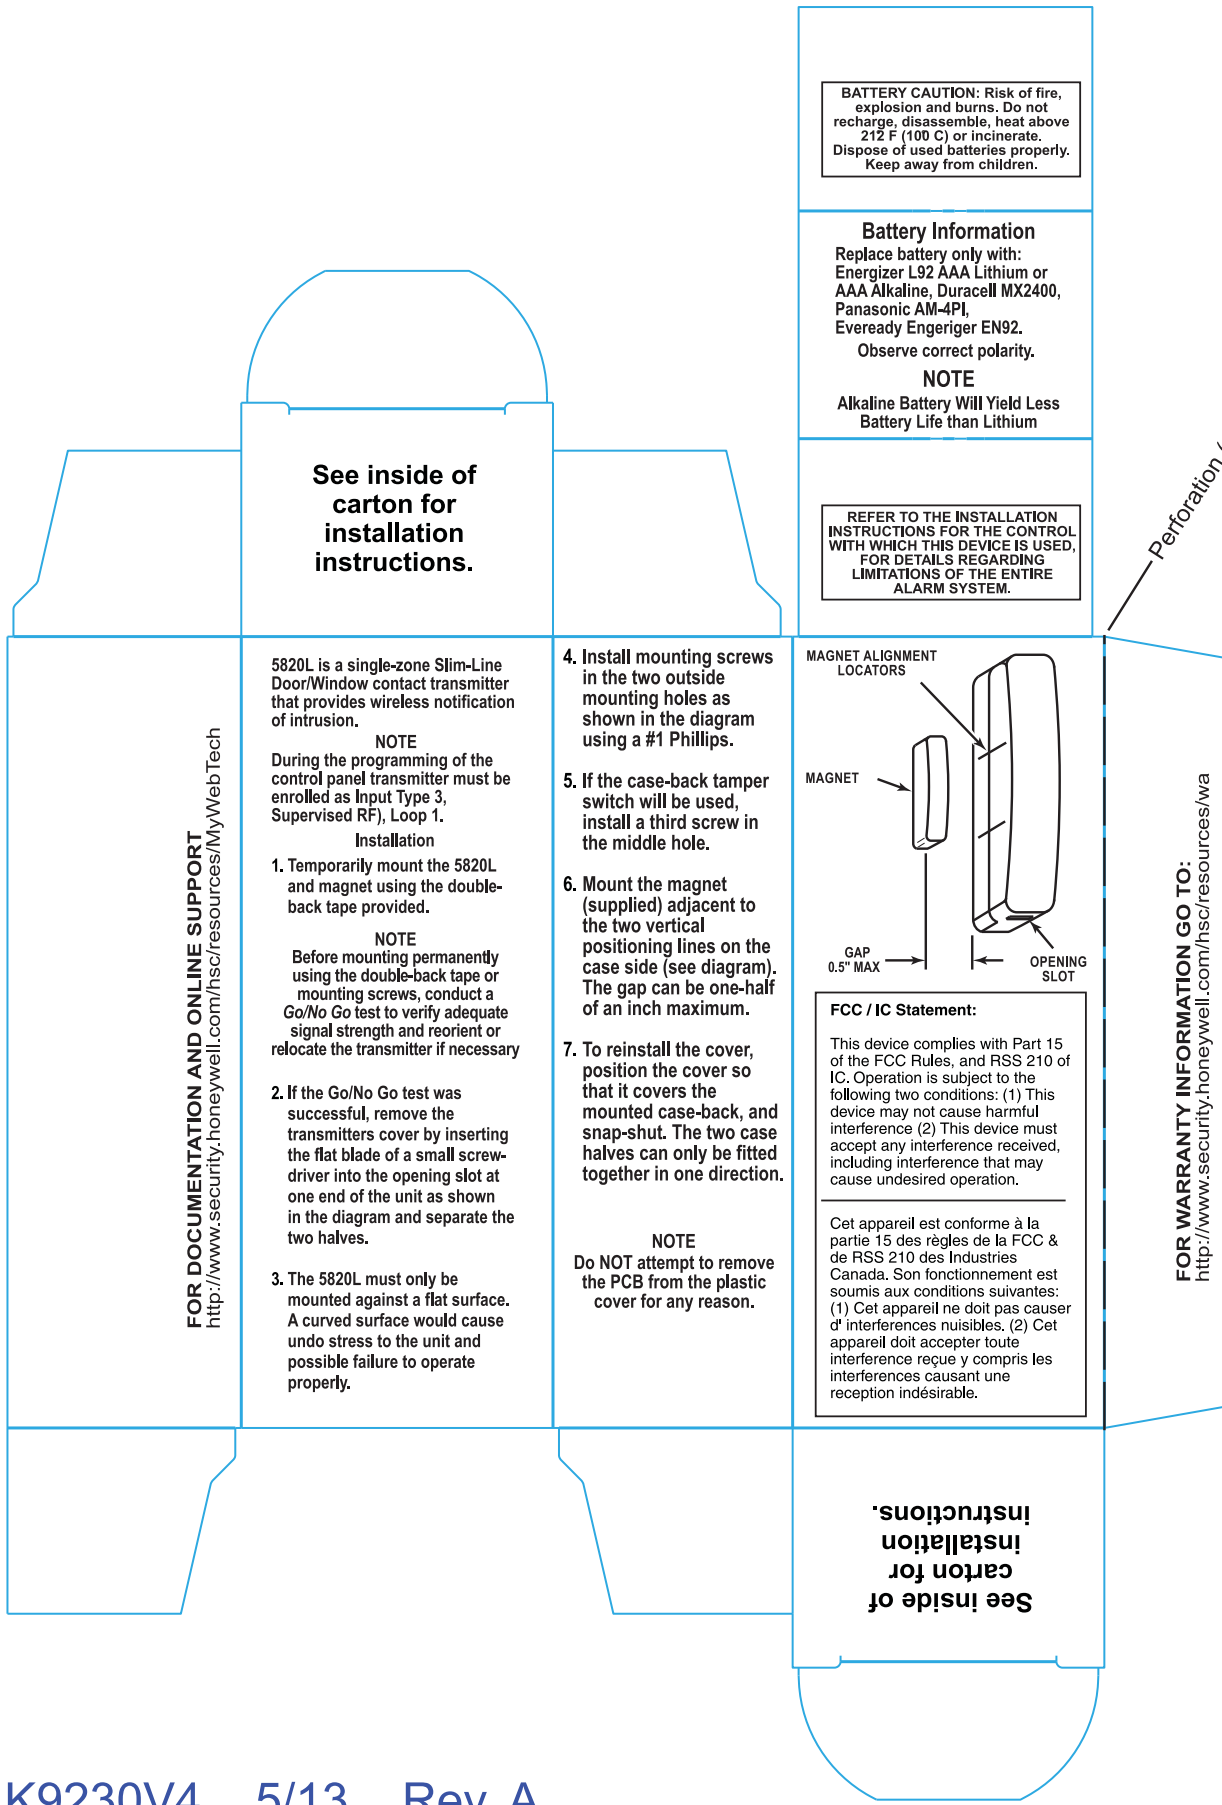 BATTERY CAUTION: Risk of fire,
explosion and burns. Do not
recharge, disassemble, heat above
212 F (100 C) or incinerate.
Dispose of used batteries properly.
Keep away from children.
Battery Information
Replace battery only with:
Energizer L92 AAA Lithium or
AAA Alkaline, Duracell MX2400,
Panasonic AM-4PI,
Eveready Engeriger EN92.
Observe correct polarity.
NOTE
Alkaline Battery Will Yield Less
Battery Life than Lithium
REFER TO THE INSTALLATION
INSTRUCTIONS FOR THE CONTROL
WITH WHICH THIS DEVICE IS USED,
FOR DETAILS REGARDING
LIMITATIONS OF THE ENTIRE
ALARM SYSTEM.
Perforation
See inside of
carton for
installation
instructions.
FOR DOCUMENTATION AND ONLINE SUPPORT
http://www.security.honeywell.com/hsc/resources/MyWebTech
5820L is a single-zone Slim-Line
Door/Window contact transmitter
that provides wireless notification
of intrusion.
NOTE
During the programming of the
control panel transmitter must be
enrolled as Input Type 3,
Supervised RF), Loop 1.
Installation
1. Temporarily mount the 5820L
and magnet using the double-
back tape provided.
NOTE
Before mounting permanently
using the double-back tape or
mounting screws, conduct a
Go/No Go test to verify adequate
signal strength and reorient or
relocate the transmitter if necessary
2. If the Go/No Go test was
successful, remove the
transmitters cover by inserting
the flat blade of a small screw-
driver into the opening slot at
one end of the unit as shown
in the diagram and separate the
two halves.
3. The 5820L must only be
mounted against a flat surface.
A curved surface would cause
undo stress to the unit and
possible failure to operate
properly.
4. Install mounting screws
in the two outside
mounting holes as
shown in the diagram
using a #1 Phillips.
5. If the case-back tamper
switch will be used,
install a third screw in
the middle hole.
6. Mount the magnet
(supplied) adjacent to
the two vertical
positioning lines on the
case side (see diagram).
The gap can be one-half
of an inch maximum.
7. To reinstall the cover,
position the cover so
that it covers the
mounted case-back, and
snap-shut. The two case
halves can only be fitted
together in one direction.
NOTE
Do NOT attempt to remove
the PCB from the plastic
cover for any reason.
MAGNET ALIGNMENT
LOCATORS
MAGNET
GAP
0.5" MAX
OPENING
SLOT
FCC / IC Statement:
This device complies with Part 15
of the FCC Rules, and RSS 210 of
IC. Operation is subject to the
following two conditions: (1) This
device may not cause harmful
interference (2) This device must
accept any interference received,
including interference that may
cause undesired operation.
Cet appareil est conforme à la
partie 15 des règles de la FCC &
de RSS 210 des Industries
Canada. Son fonctionnement est
soumis aux conditions suivantes:
(1) Cet appareil ne doit pas causer
d' interferences nuisibles. (2) Cet
appareil doit accepter toute
interference reçue y compris les
interferences causant une
reception indésirable.
FOR WARRANTY INFORMATION GO TO:
http://www.security.honeywell.com/hsc/resources/wa
See inside of
carton for
installation
instructions.
K9230V4 5/13 Rev. A